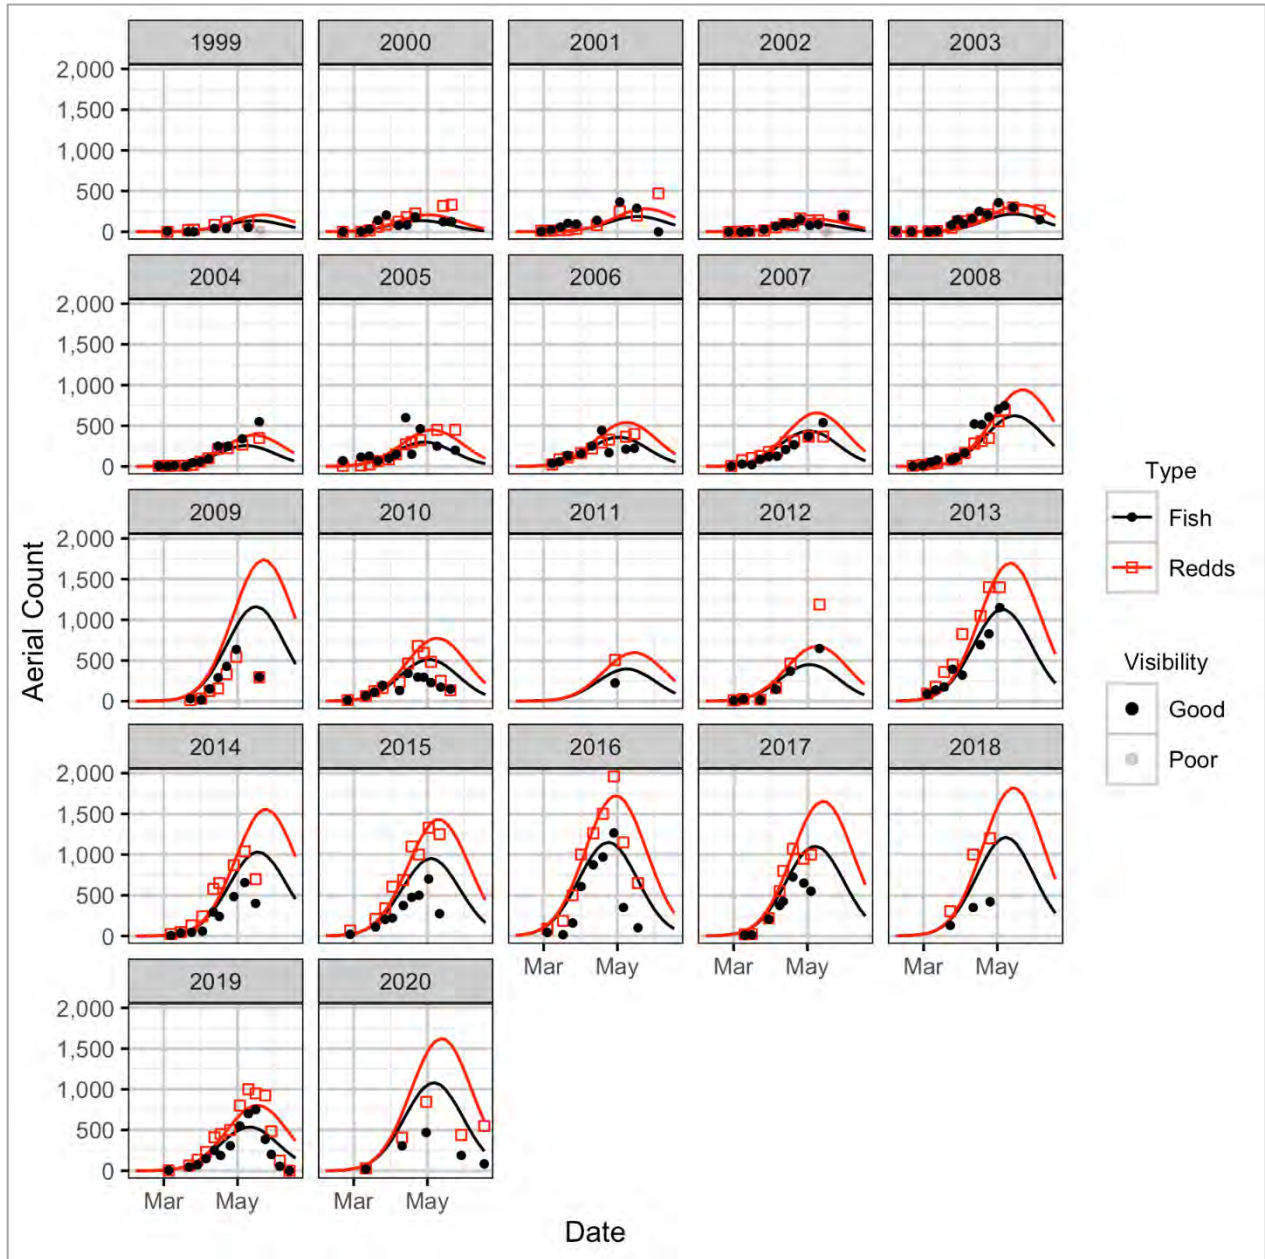 1999 2000 2001 2002 2003
2,000
1,500
1,000
500
0
2004 2005 2006 2007 2008
2,000
1,500
1,000
500
0
2009 2010 2011 2012 2013
2,000
1,500
1,000
500
0
2014 2015 2016 2017 2018
2,000
1,500
1,000
500
0
Mar May Mar May Mar May
2019 2020
2,000
1,500
1,000
500
0
Mar May Mar May
Aerial Count
Date
Type
Fish
Redds
Visibility
Good
Poor